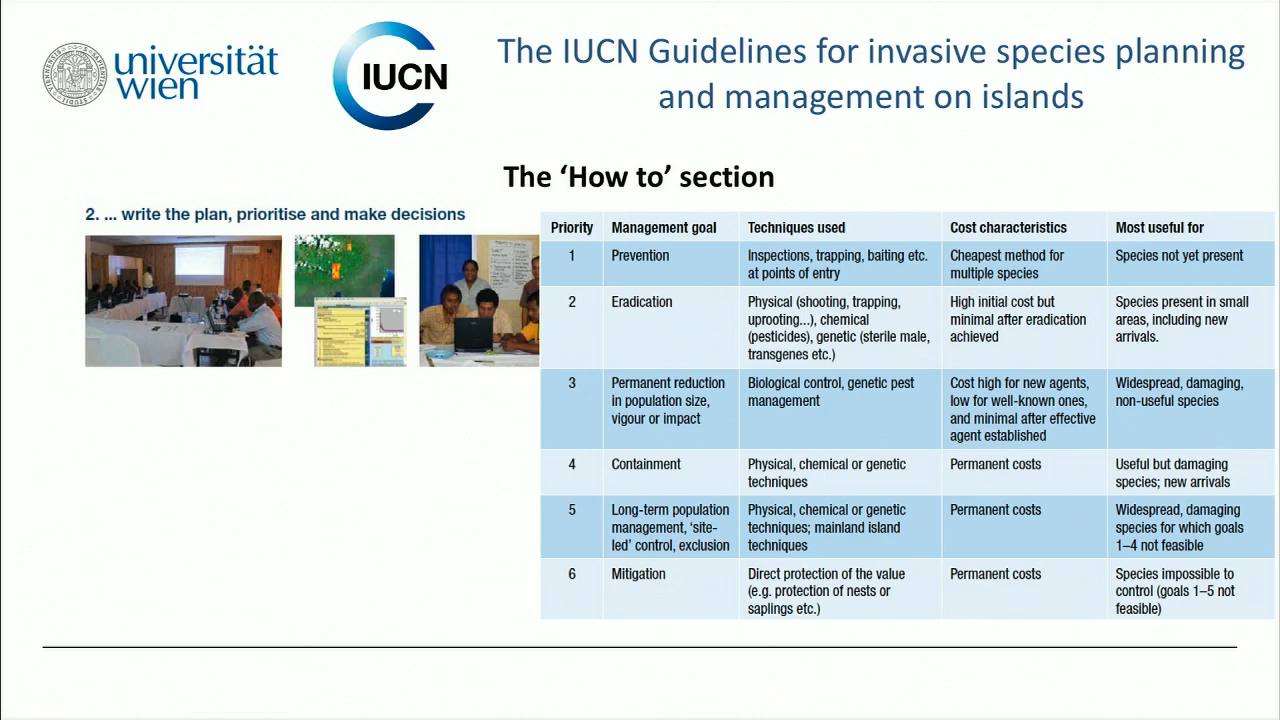 universität
wien
IUCN
The IUCN Guidelines for invasive species planning
and management on islands
The ‘How to’ section
2. ... write the plan, prioritise and make decisions
Priority Management goal Techniques used Cost characteristics Most useful for
1 Prevention Inspections, trapping, baiting etc. Cheapest method for Species not yet present
at points of entry multiple species
2 Eradication Physical (shooting, trapping, High initial cost but Species present in small
uprooting...), chemical minimal after eradication areas, including new
(pesticides), genetic (sterile male, achieved arrivals.
transgenes etc.)
3 Permanent reduction Biological control, genetic pest Cost high for new agents, Widespread, damaging,
in population size, management low for well-known ones, non-useful species
vigour or impact and minimal after effective
agent established
4 Containment Physical, chemical or genetic Permanent costs Useful but damaging
techniques species; new arrivals
5 Long-term population Physical, chemical or genetic Permanent costs Widespread, damaging
management, ‘site- techniques; mainland island species for which goals
led’ control, exclusion techniques 1–4 not feasible
6 Mitigation Direct protection of the value Permanent costs Species impossible to
(e.g. protection of nests or control (goals 1–5 not
saplings etc.) feasible)